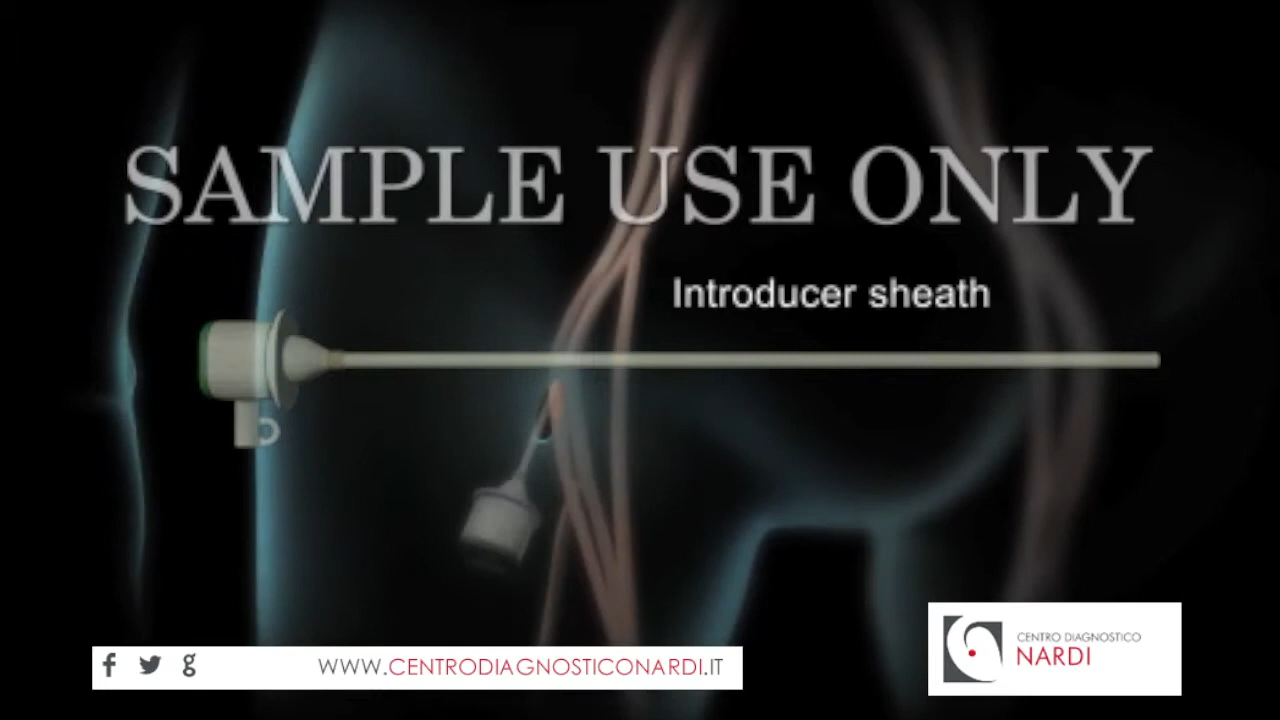 SAMPLE USE ONLY
Introducer sheath
WWW.CENTRODIAGNOSTICONARDI.IT
CENTRO DIAGNOSTICO
NARDI